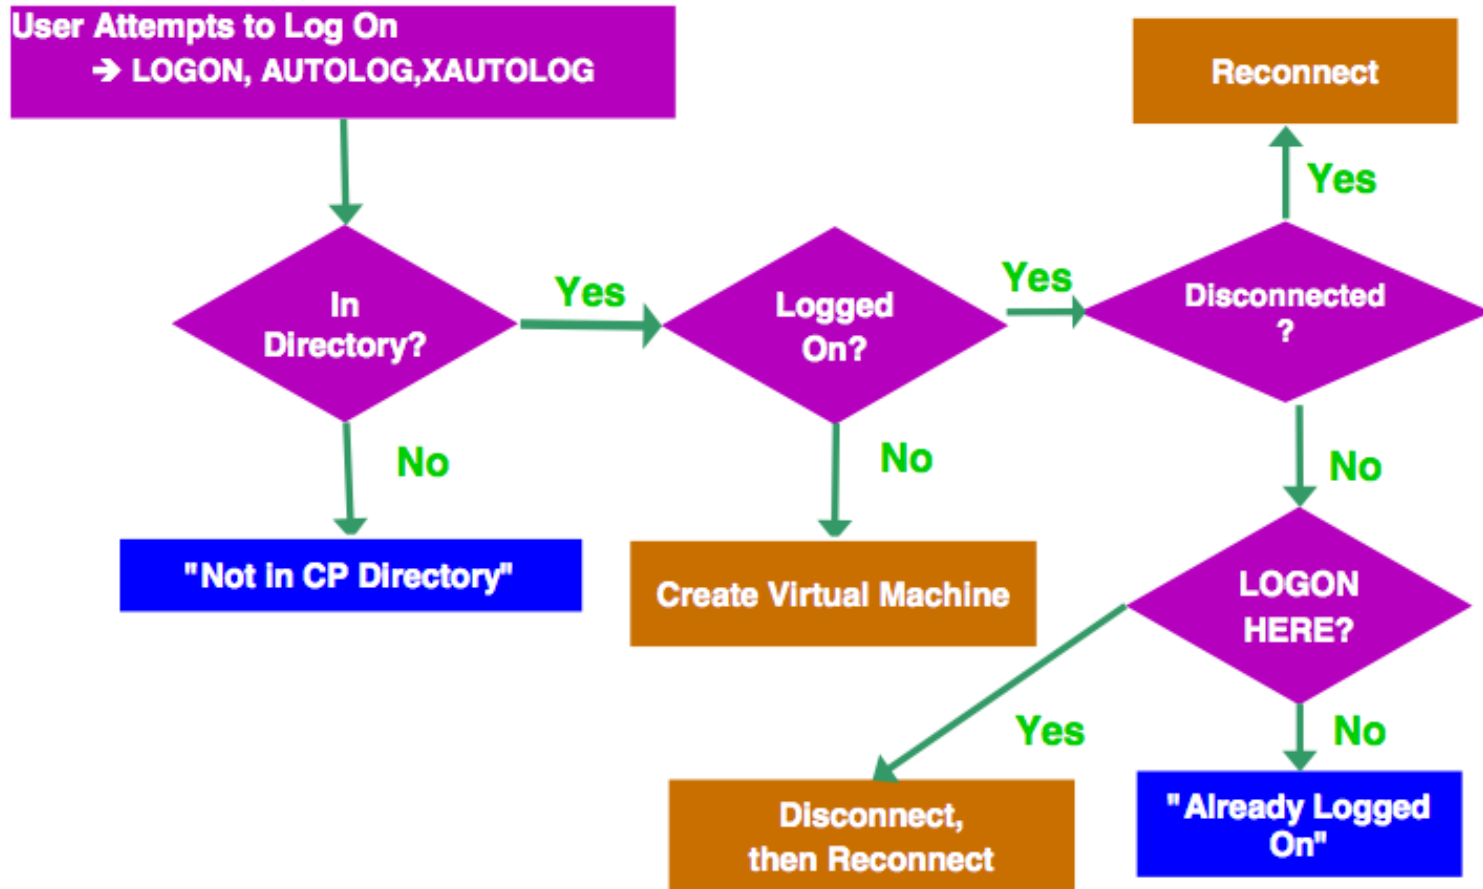 User Attempts to Log On
➔ LOGON, AUTOLOG,XAUTOLOG
Reconnect
Yes
In
Directory?
Yes
Logged
On?
Yes
Disconnected
?
No
No
No
"Not in CP Directory"
Create Virtual Machine
LOGON
HERE?
Yes
No
Disconnect,
then Reconnect
"Already Logged
On"